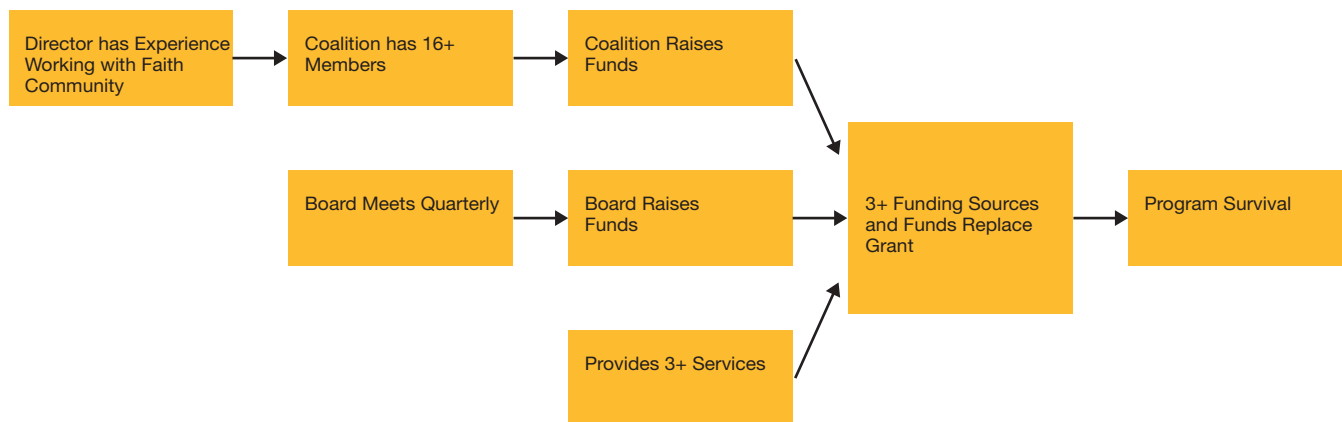 Director has Experience
Working with Faith
Community
Coalition has 16+
Members
Coalition Raises
Funds
Board Meets Quarterly
Board Raises
Funds
3+ Funding Sources
and Funds Replace
Grant
Program Survival
Provides 3+ Services